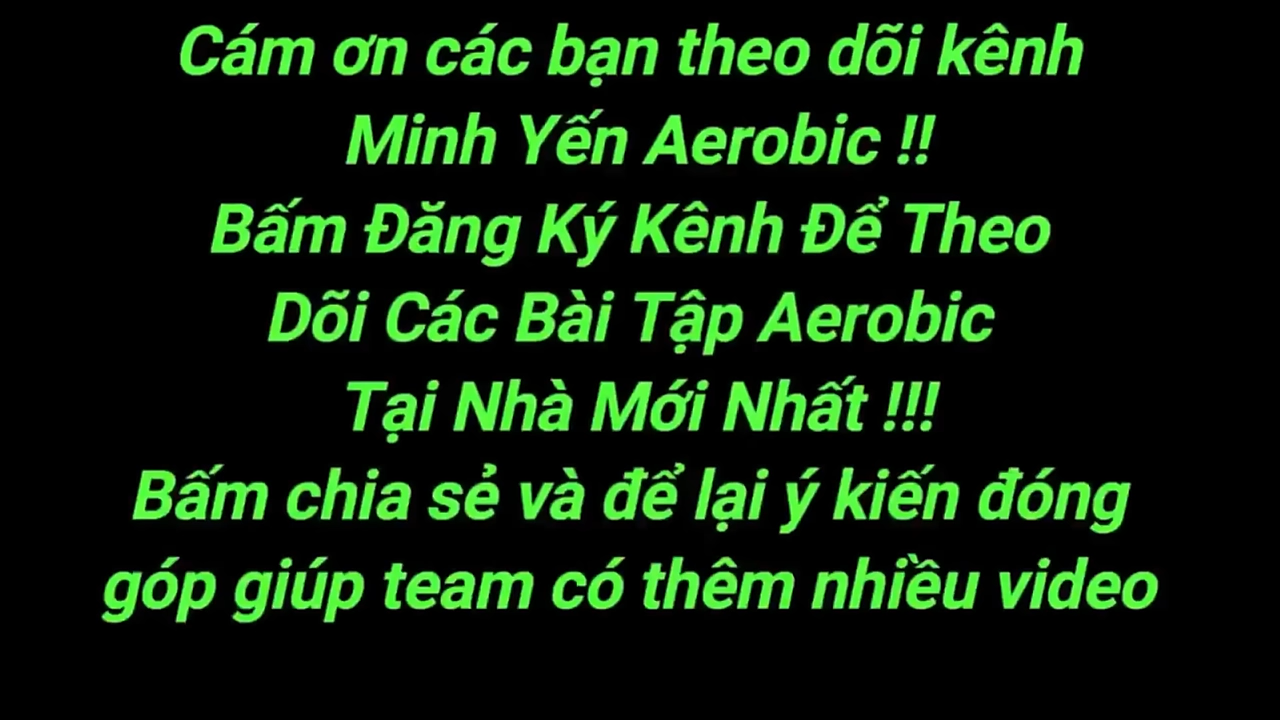 Cám ơn các bạn theo dõi kênh
Minh Yến Aerobic !!
Bấm Đăng Ký Kênh Để Theo
Dõi Các Bài Tập Aerobic
Tại Nhà Mới Nhất !!!
Bấm chia sẻ và để lại ý kiến đóng
góp giúp team có thêm nhiều video